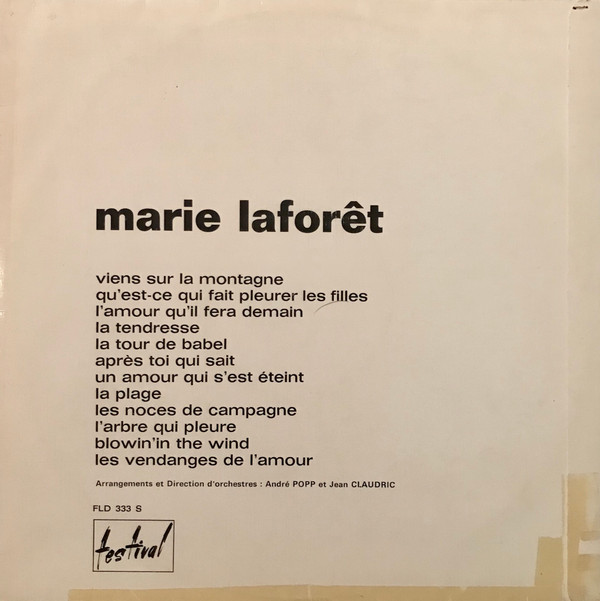 marie laforêt
viens sur la montagne
qu'est-ce qui fait pleurer les filles
l'amour qu'il fera demain
la tendresse
la tour de babel
après toi qui sait
un amour qui s'est éteint
la plage
les noces de campagne
l'arbre qui pleure
blowin'in the wind
les vendanges de l'amour
Arrangements et Direction d'orchestres : André POPP et Jean CLAUDRIC
FLD 333 S
festival